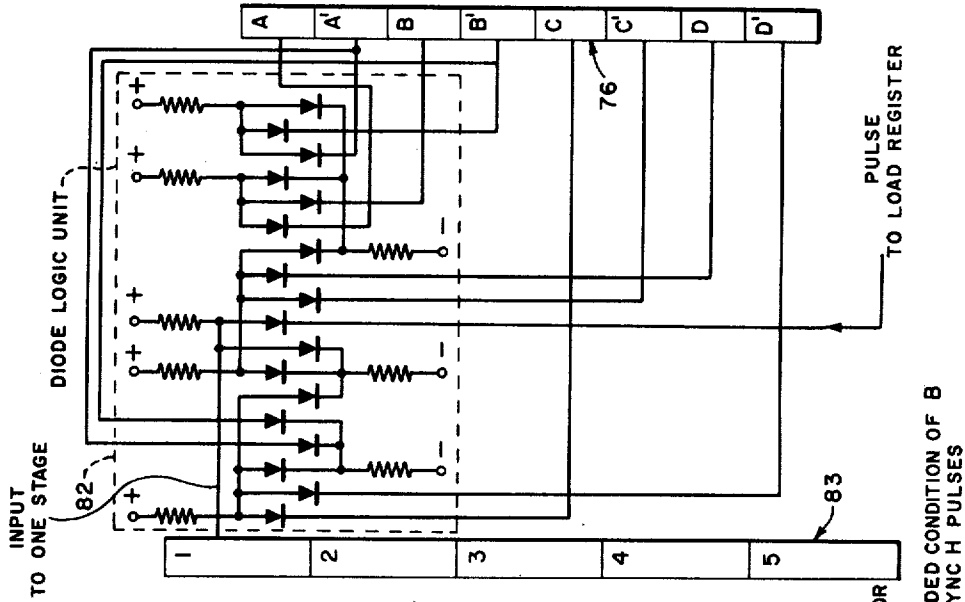 INPUT
TO ONE STAGE
82
DIODE LOGIC UNIT
+
+
+
+
+
A
A'
B
B'
C
C'
D
D'
76
1
2
3
4
5
83
PULSE
TO LOAD REGISTER
DED CONDITION OF B
YNC H PULSES
OR